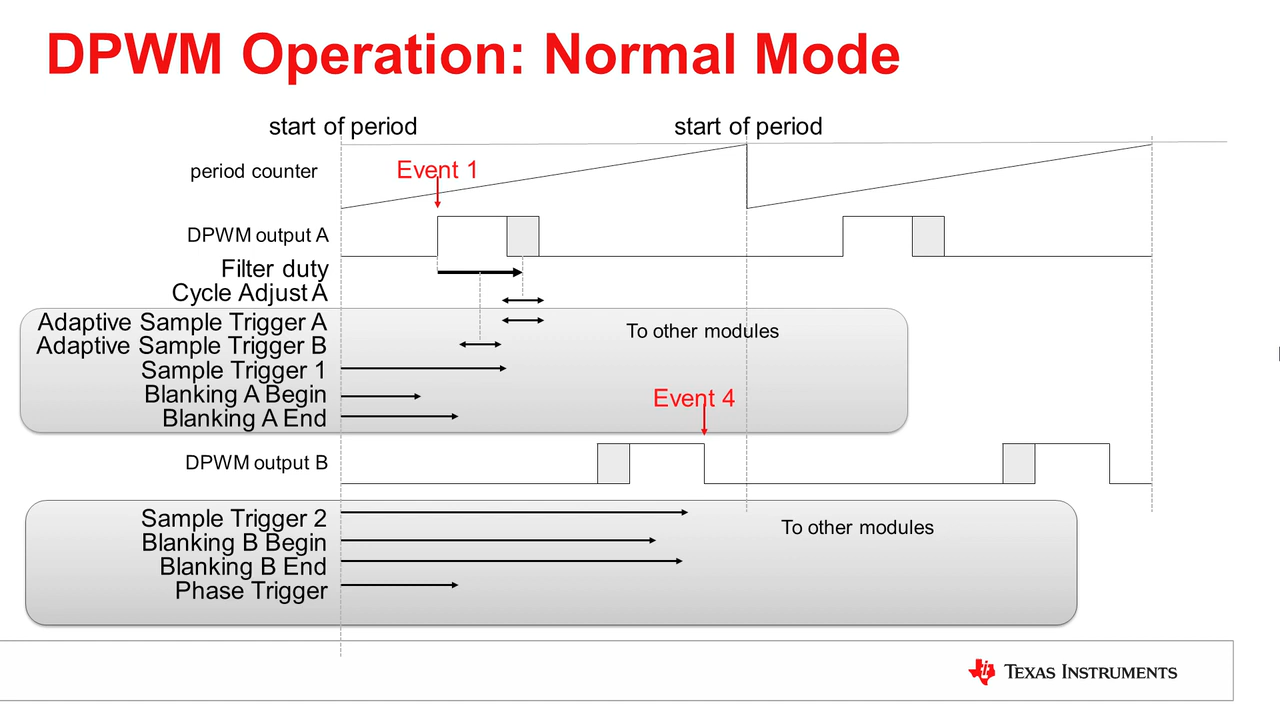 DPWM Operation: Normal Mode
start of period
start of period
period counter
Event 1
DPWM output A
Filter duty
Cycle Adjust A
Adaptive Sample Trigger A
To other modules
Adaptive Sample Trigger B
Sample Trigger 1
Blanking A Begin
Event 4
Blanking A End
DPWM output B
Sample Trigger 2
To other modules
Blanking B Begin
Blanking B End
Phase Trigger
TEXAS INSTRUMENTS